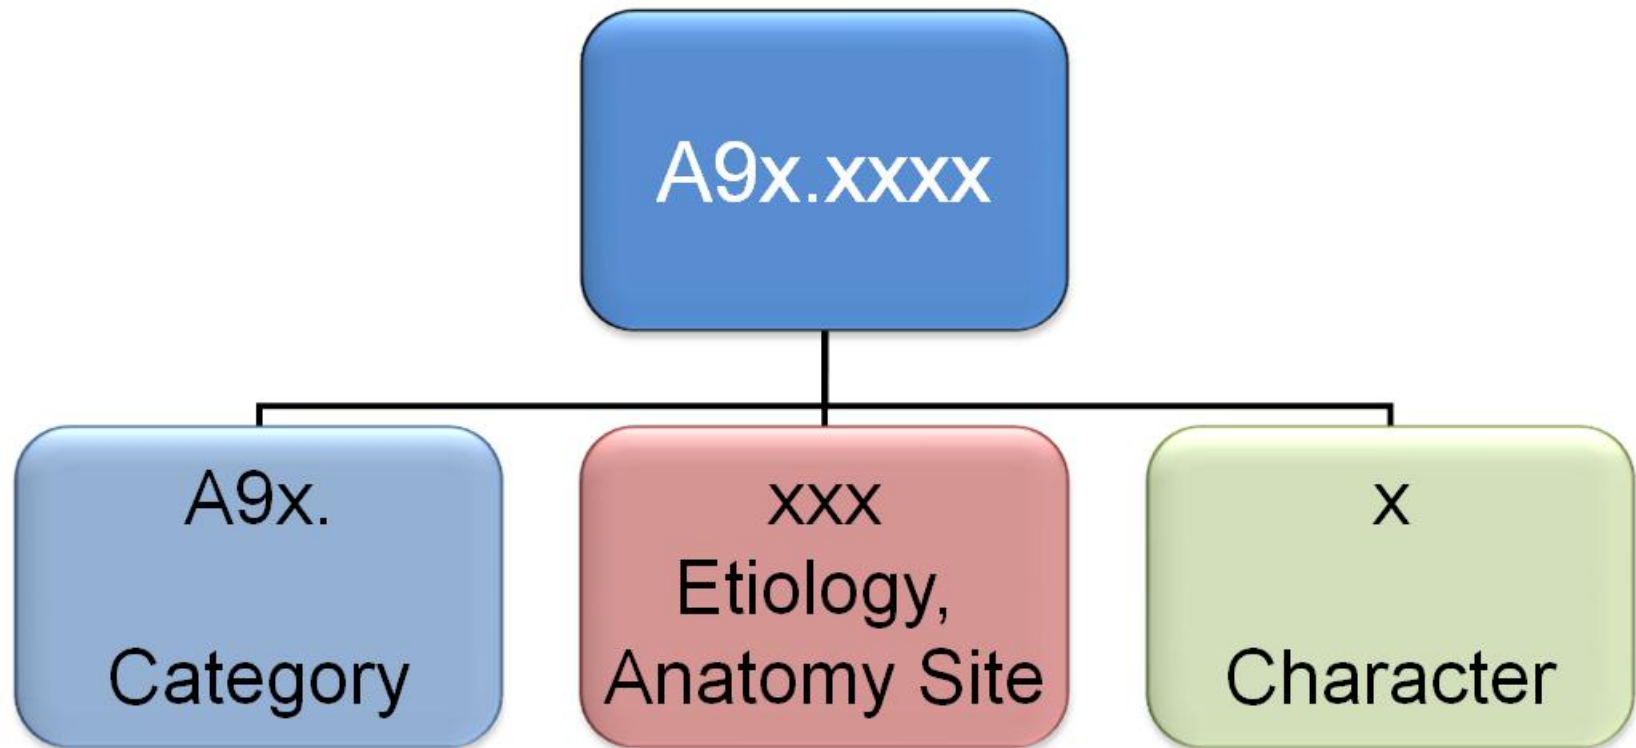 A9x.xxxx
A9x.
Category
xxx
Etiology,
Anatomy Site
x
Character